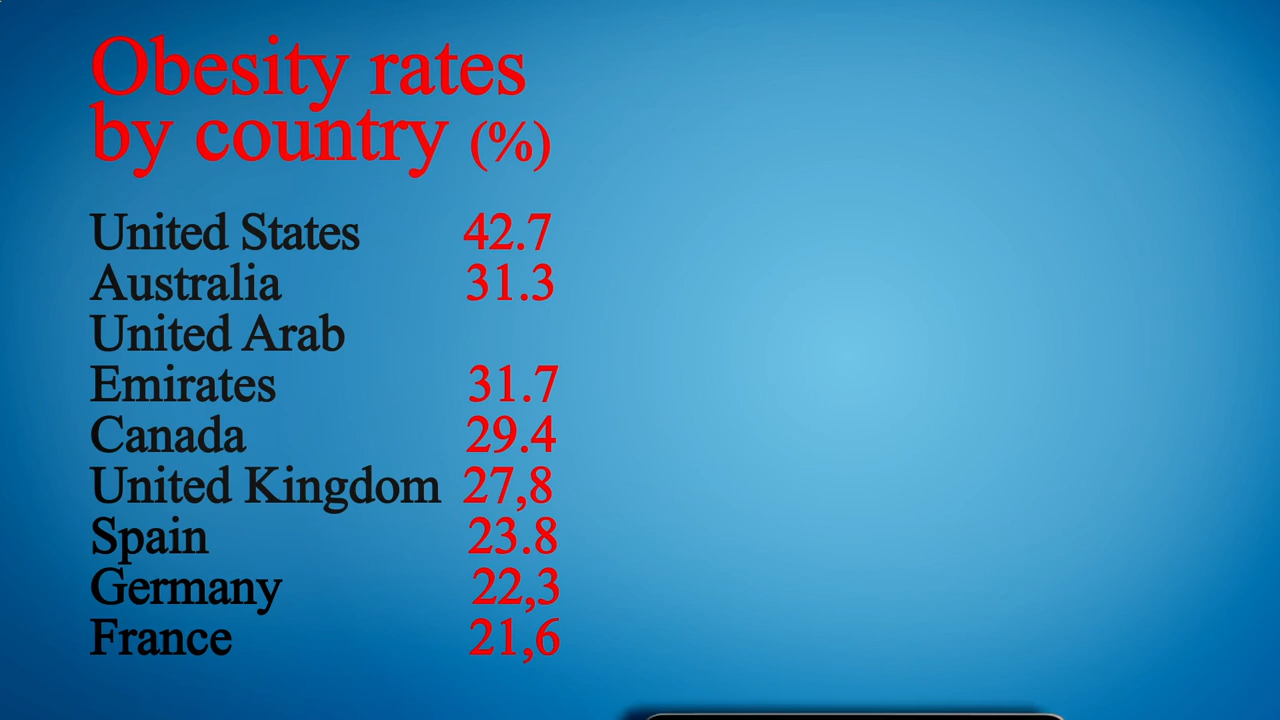 Obesity rates
by country (%)
United States 42.7
Australia 31.3
United Arab
Emirates 31.7
Canada 29.4
United Kingdom 27,8
Spain 23.8
Germany 22,3
France 21,6